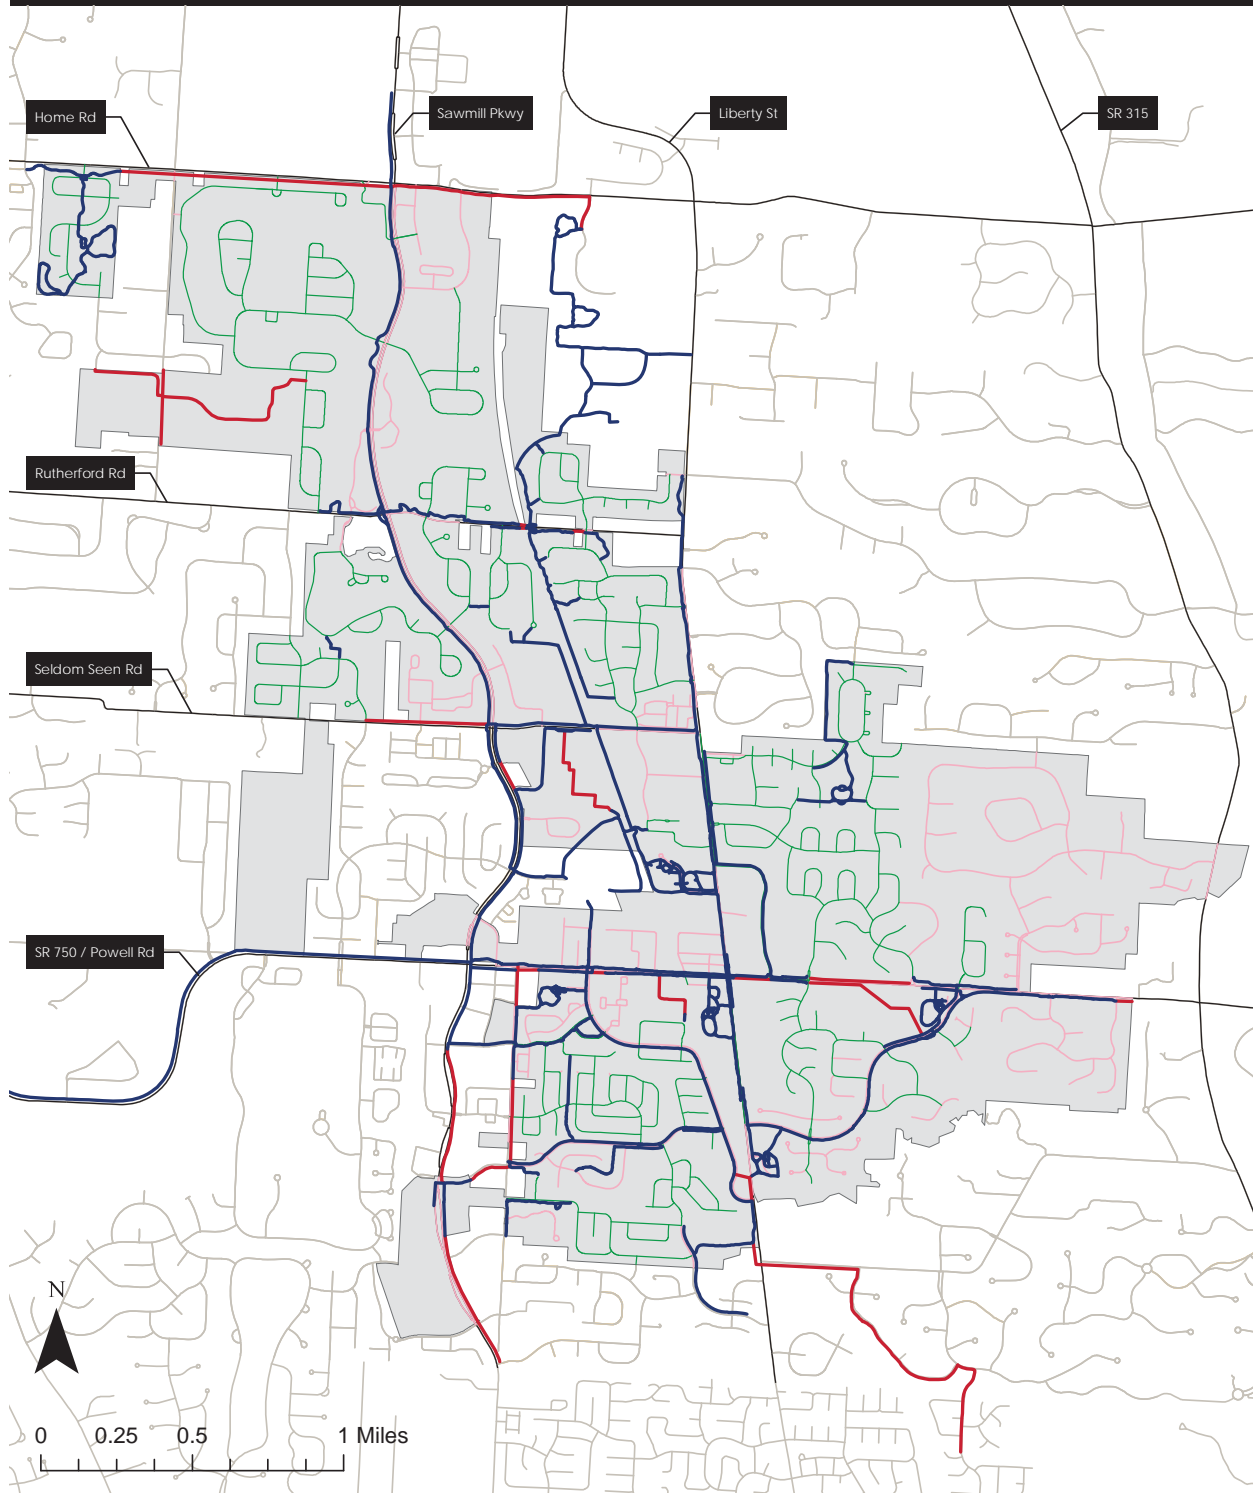 Home Rd
Sawmill Pkwy
Liberty St
SR 315
Rutherford Rd
Seldom Seen Rd
SR 750 / Powell Rd
N
0 0.25 0.5 1 Miles